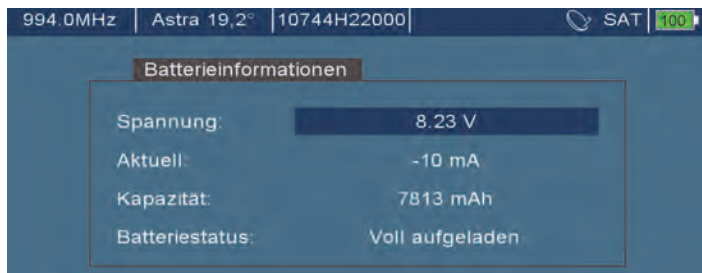 994.0MHz | Astra 19,2° |10744H22000| SAT | 100
Batterieinformationen
Spannung: 8.23 V
Aktuell: -10 mA
Kapazität: 7813 mAh
Batteriestatus: Voll aufgeladen